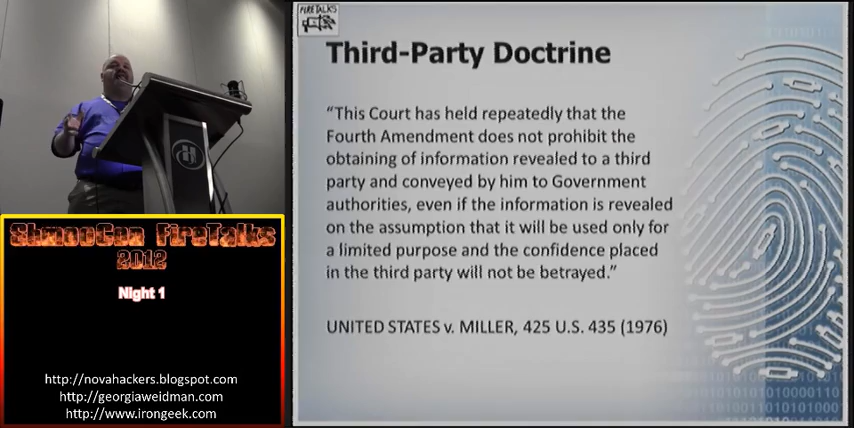 FIRETALKS
Third-Party Doctrine
“This Court has held repeatedly that the
Fourth Amendment does not prohibit the
obtaining of information revealed to a third
party and conveyed by him to Government
authorities, even if the information is revealed
on the assumption that it will be used only for
a limited purpose and the confidence placed
in the third party will not be betrayed.”
UNITED STATES v. MILLER, 425 U.S. 435 (1976)
ShmooCon FireTalks
2012
Night 1
http://novahackers.blogspot.com
http://georgiaweidman.com
http://www.irongeek.com